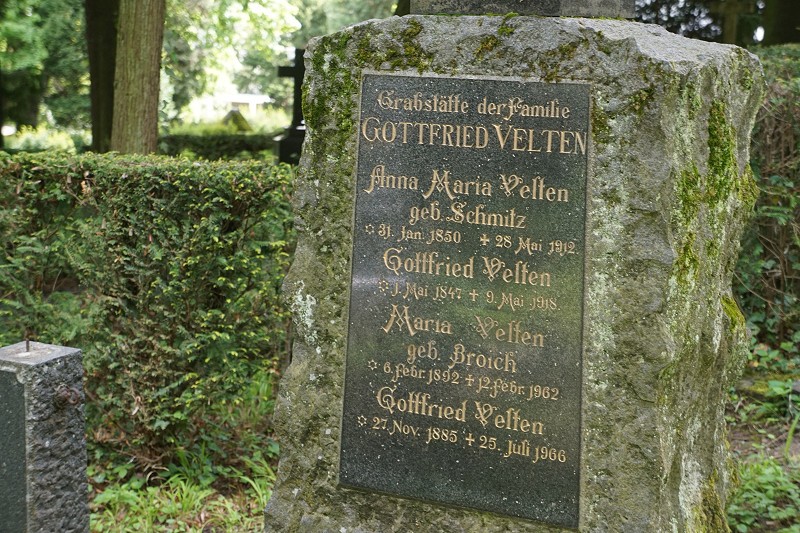 Grabstätte der Familie
GOTTFRIED VELTEN
Anna Maria Velten
geb. Schmitz
* 31. Jan. 1850 + 28 Mai 1912.
Gottfried Velten
* 1. Mai 1847 + 9. Mai 1918.
Maria Velten
geb. Broich
* 6. Febr. 1892 + 12. Febr. 1962
Gottfried Velten
* 27. Nov. 1885 + 25. Juli 1966